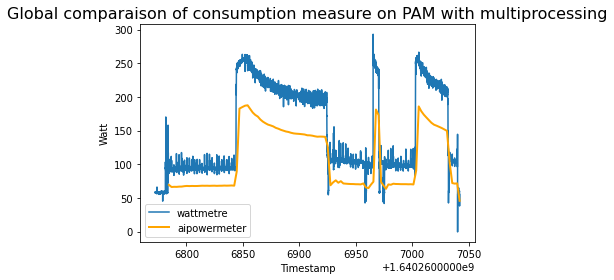 Global comparaison of consumption measure on PAM with multiprocessing
300
250
200
150
100
50
0
Watt
wattmetre
aipowermeter
6800 6850 6900 6950 7000 7050
Timestamp
+1.6402600000e9